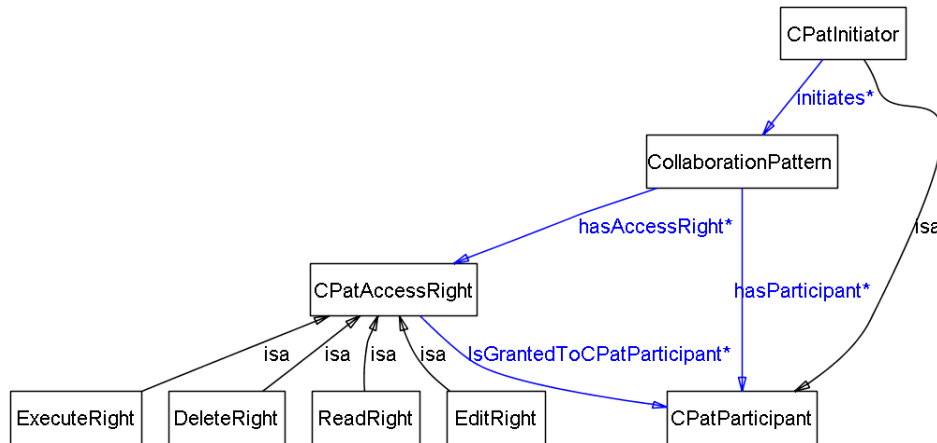 CPatInitiator
initiates*
CollaborationPattern
hasAccessRight*
isa
CPatAccessRight
hasParticipant*
isa
isa
isa
isa
IsGrantedToCPatParticipant*
ExecuteRight
DeleteRight
ReadRight
EditRight
CPatParticipant